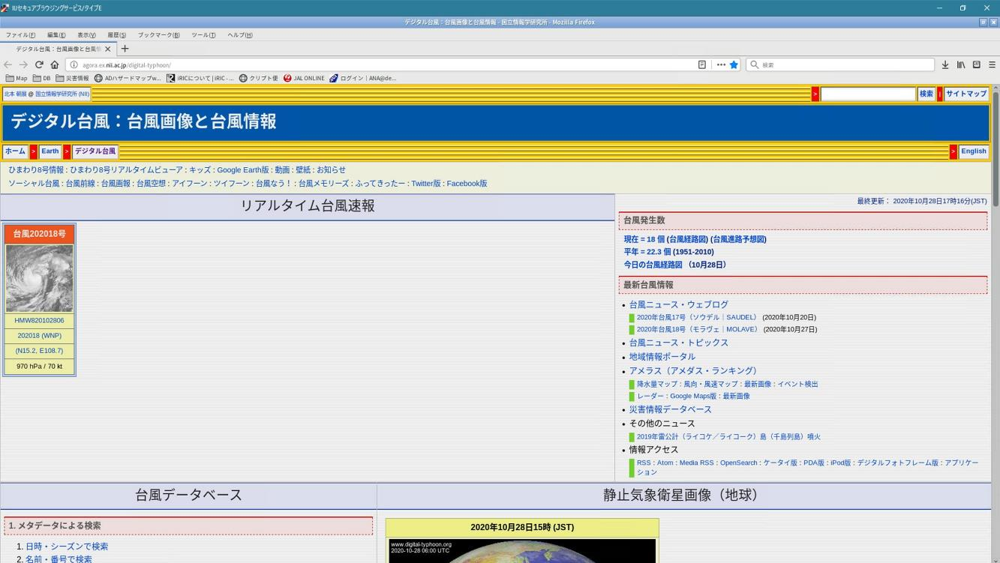 IIJセキュアブラウジングサービス/タイプE
デジタル台風：台風画像と台風情報 - 国立情報学研究所 - Mozilla Firefox
ファイル(F) 編集(E) 表示(V) 履歴(S) ブックマーク(B) ツール(T) ヘルプ(H)
デジタル台風：台風画像と台風情
agora.ex.nii.ac.jp/digital-typhoon/ 検索
Map DB 災害情報 ADハザードマップw... iRICについて | iRIC - ... クリプト便 JAL ONLINE ログイン｜ANA@de...
北本 朝展 @ 国立情報学研究所 (NII) > 検索 | サイトマップ
デジタル台風：台風画像と台風情報
ホーム > Earth > デジタル台風 > English
ひまわり8号情報 : ひまわり8号リアルタイムビューア : キッズ : Google Earth版 : 動画 : 壁紙 : お知らせ
ソーシャル台風 : 台風前線 : 台風画報 : 台風空想 : アイフーン : ツイフーン : 台風なう！ : 台風メモリーズ : ふってきったー : Twitter版 : Facebook版
リアルタイム台風速報
台風202018号
HMW820102806
202018 (WNP)
(N15.2, E108.7)
970 hPa / 70 kt
最終更新： 2020年10月28日17時16分(JST)
台風発生数
現在 = 18 個 (台風経路図) (台風進路予想図)
平年 = 22.3 個 (1951-2010)
今日の台風経路図 （10月28日）
最新台風情報
台風ニュース・ウェブログ
2020年台風17号（ソウデル｜SAUDEL） (2020年10月20日)
2020年台風18号（モラヴェ｜MOLAVE） (2020年10月27日)
台風ニュース・トピックス
地域情報ポータル
アメラス（アメダス・ランキング）
降水量マップ : 風向・風速マップ : 最新画像 : イベント検出
レーダー : Google Maps版 : 最新画像
災害情報データベース
その他のニュース
2019年雷公計（ライコケ／ライコーク）島（千島列島）噴火
情報アクセス
RSS : Atom : Media RSS : OpenSearch : ケータイ版 : PDA版 : iPod版 : デジタルフォトフレーム版 : アプリケー
ション
台風データベース
1. メタデータによる検索
1. 日時・シーズンで検索
2. 名前・番号で検索
静止気象衛星画像（地球）
2020年10月28日15時 (JST)
www.digital-typhoon.org
2020-10-28 06:00 UTC